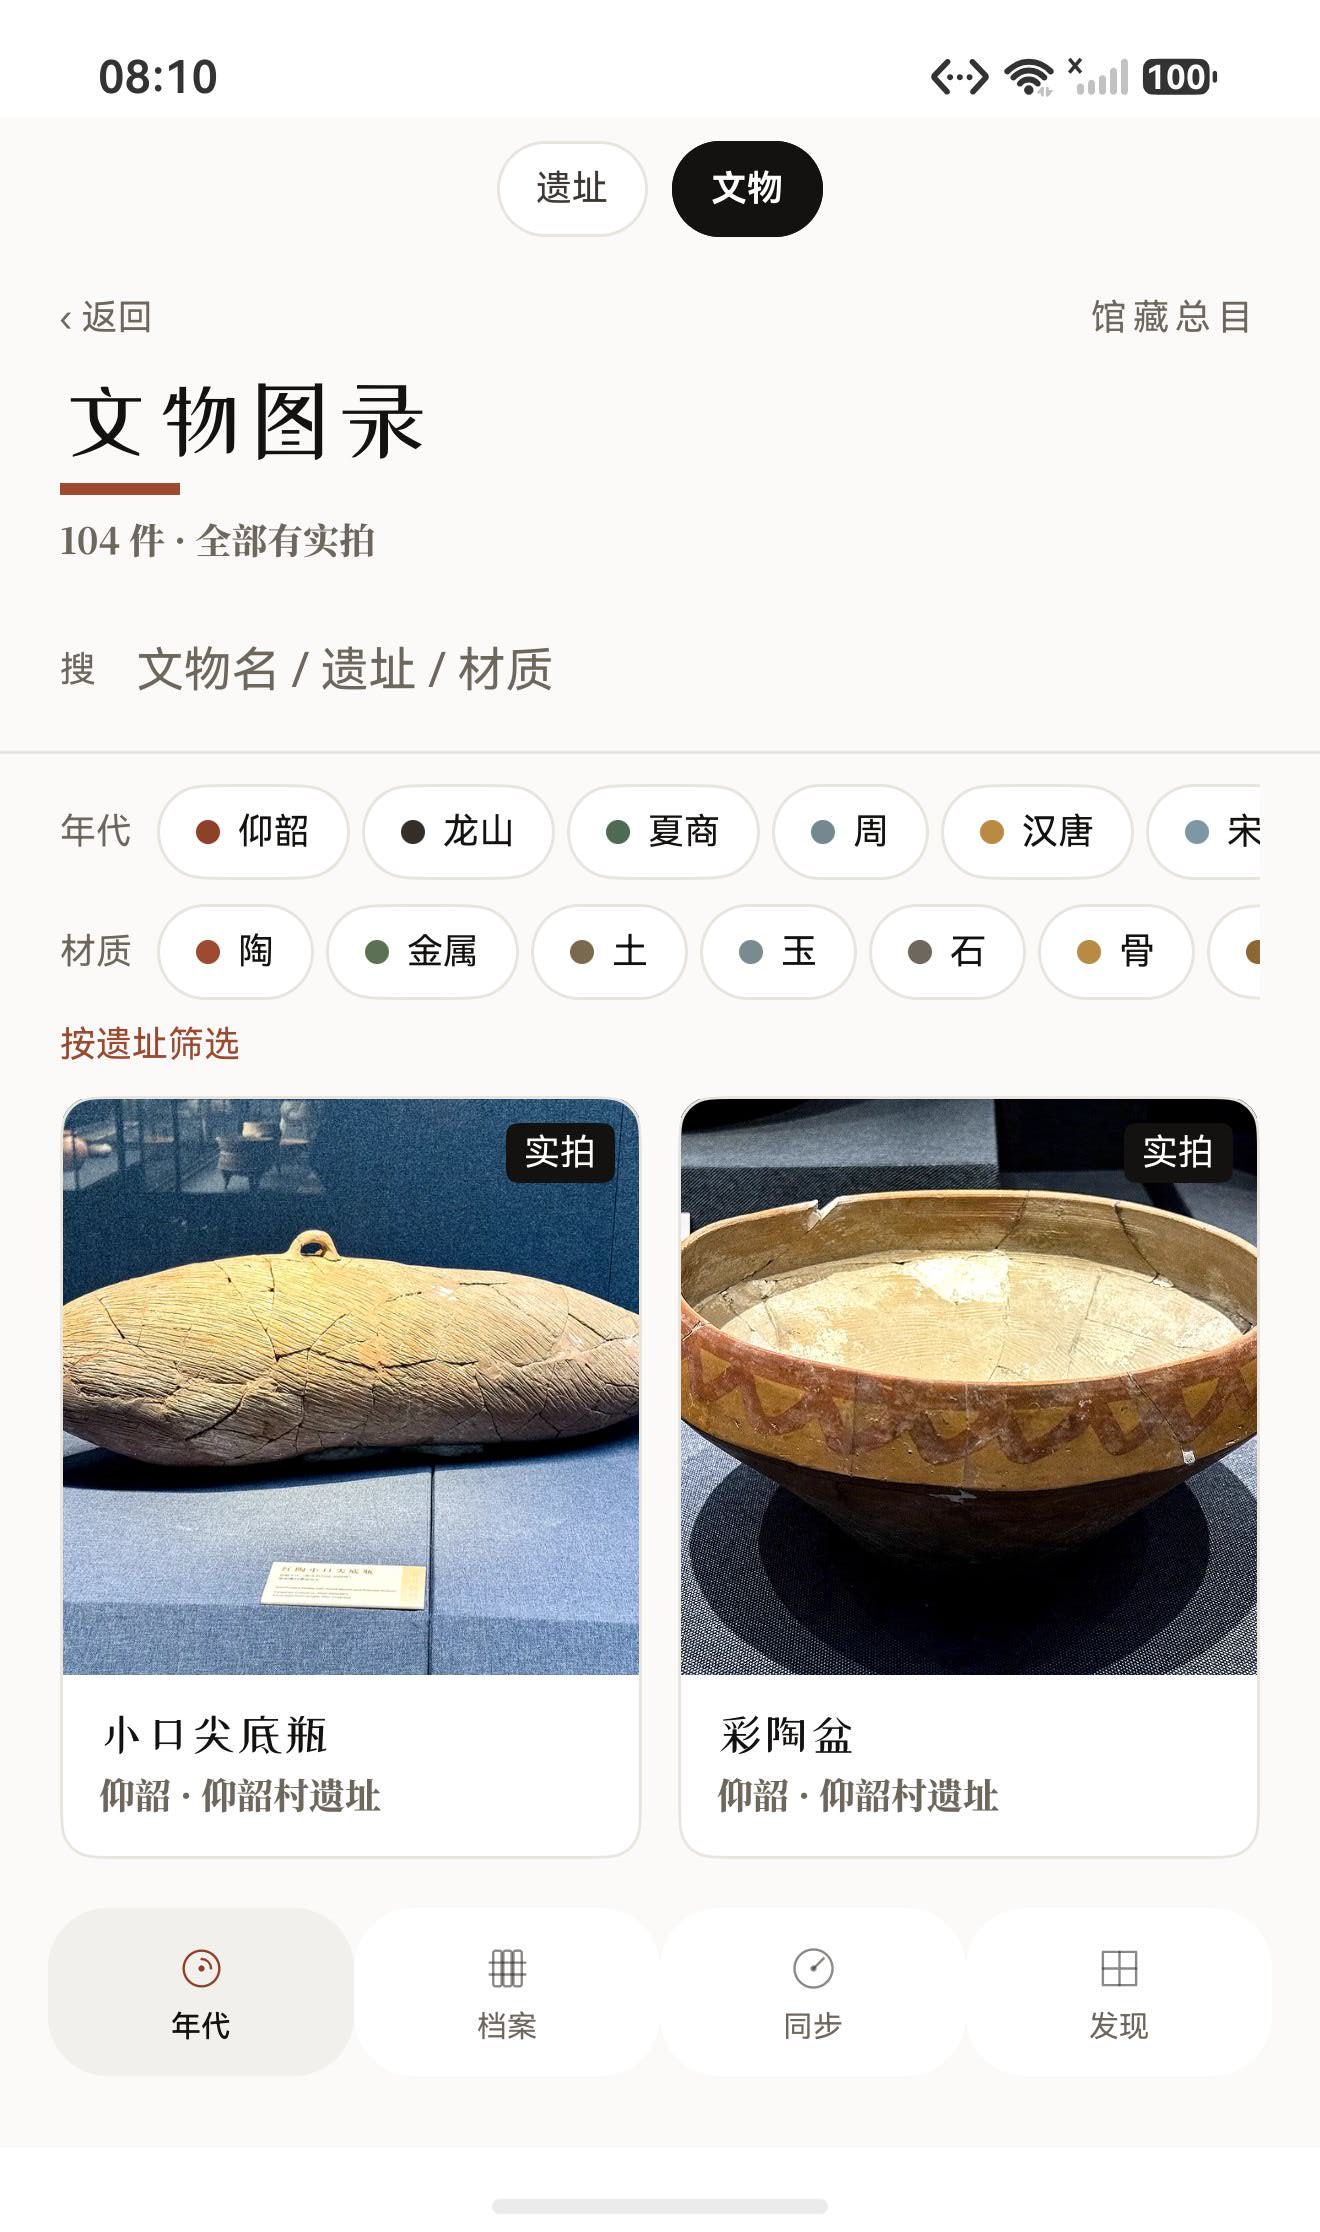 08:10
100
遗址 文物
‹ 返回 馆藏总目
文物图录
104 件 · 全部有实拍
搜 文物名 / 遗址 / 材质
年代 仰韶 龙山 夏商 周 汉唐 宋
材质 陶 金属 土 玉 石 骨
按遗址筛选
实拍 实拍
小口尖底瓶
仰韶 · 仰韶村遗址
彩陶盆
仰韶 · 仰韶村遗址
年代 档案 同步 发现